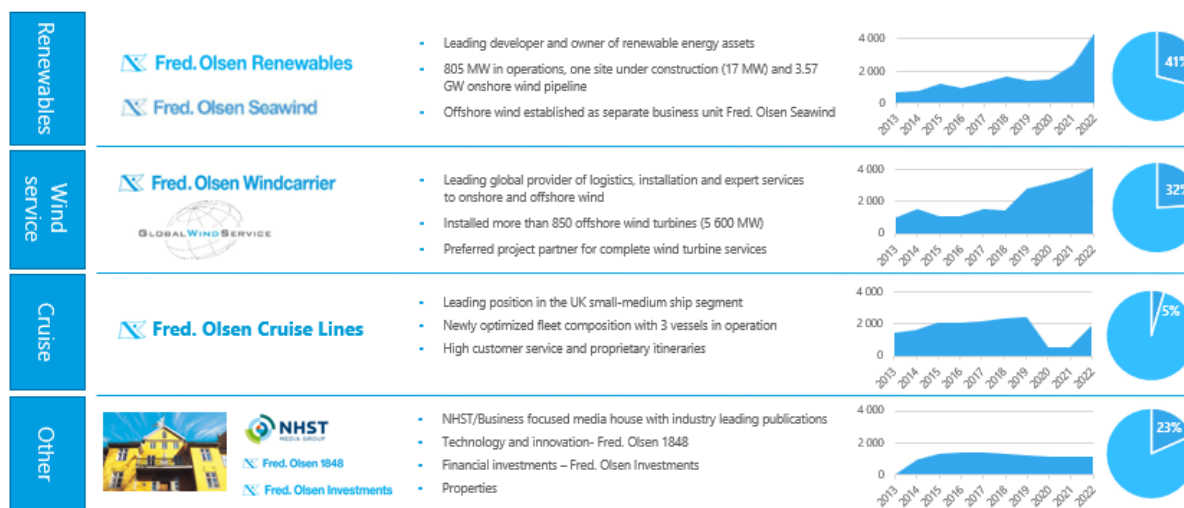 Renewables
Fred. Olsen Renewables
Fred. Olsen Seawind
▪ Leading developer and owner of renewable energy assets
▪ 805 MW in operations, one site under construction (17 MW) and 3.57
GW onshore wind pipeline
▪ Offshore wind established as separate business unit Fred. Olsen Seawind
4 000
2 000
0
2013 2014 2015 2016 2017 2018 2019 2020 2021 2022
41%
Wind
service
Fred. Olsen Windcarrier
GLOBALWINDSERVICE
▪ Leading global provider of logistics, installation and expert services
to onshore and offshore wind
▪ Installed more than 850 offshore wind turbines (5 600 MW)
▪ Preferred project partner for complete wind turbine services
4 000
2 000
0
2013 2014 2015 2016 2017 2018 2019 2020 2021 2022
32%
Cruise
Fred. Olsen Cruise Lines
▪ Leading position in the UK small-medium ship segment
▪ Newly optimized fleet composition with 3 vessels in operation
▪ High customer service and proprietary itineraries
4 000
2 000
0
2013 2014 2015 2016 2017 2018 2019 2020 2021 2022
5%
Other
NHST
MEDIA GROUP
Fred. Olsen 1848
Fred. Olsen Investments
▪ NHST/Business focused media house with industry leading publications
▪ Technology and innovation- Fred. Olsen 1848
▪ Financial investments – Fred. Olsen Investments
▪ Properties
4 000
2 000
0
2013 2014 2015 2016 2017 2018 2019 2020 2021 2022
23%